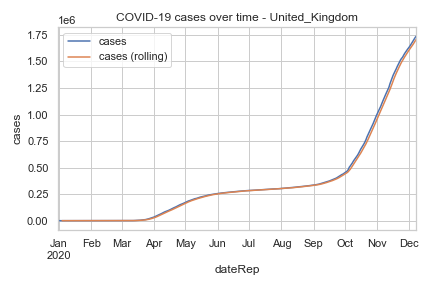 COVID-19 cases over time - United_Kingdom
1e6
cases
cases (rolling)
1.75
1.50
1.25
1.00
0.75
0.50
0.25
0.00
cases
Jan Feb Mar Apr May Jun Jul Aug Sep Oct Nov Dec
2020
dateRep